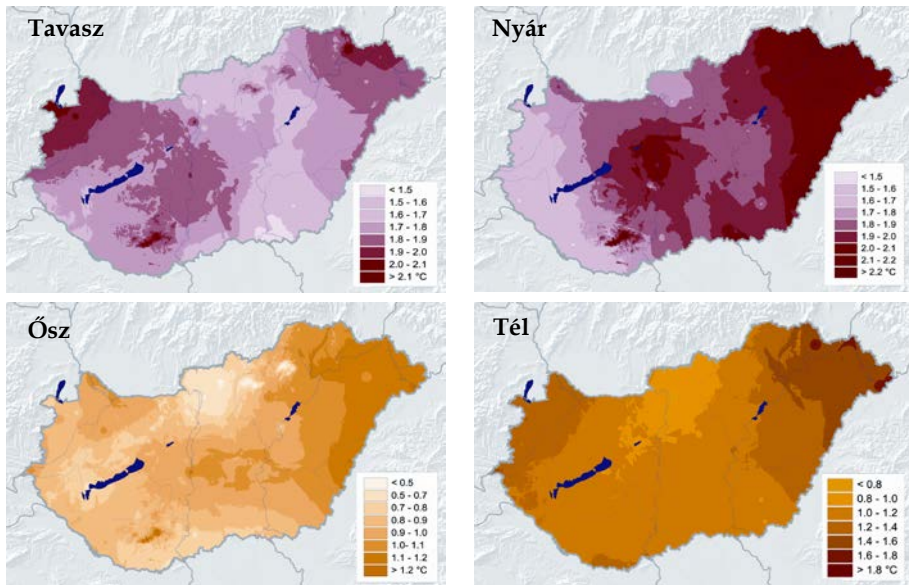 Tavasz
< 1.5
1.5 - 1.6
1.6 - 1.7
1.7 - 1.8
1.8 - 1.9
1.9 - 2.0
2.0 - 2.1
> 2.1 °C
Nyár
< 1.5
1.5 - 1.6
1.6 - 1.7
1.7 - 1.8
1.8 - 1.9
1.9 - 2.0
2.0 - 2.1
2.1 - 2.2
> 2.2 °C
Ősz
< 0.5
0.5 - 0.7
0.7 - 0.8
0.8 - 0.9
0.9 - 1.0
1.0 - 1.1
1.1 - 1.2
> 1.2 °C
Tél
< 0.8
0.8 - 1.0
1.0 - 1.2
1.2 - 1.4
1.4 - 1.6
1.6 - 1.8
> 1.8 °C